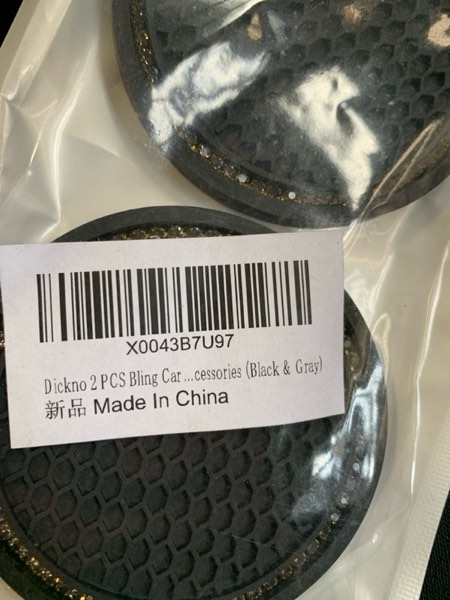 X0043B7U97
Dickno 2 PCS Bling Car ...cessories (Black & Gray)
新品 Made In China